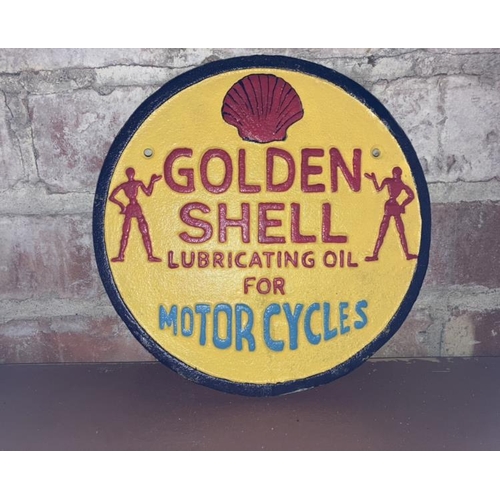 GOLDEN
SHELL
LUBRICATING OIL
FOR
MOTOR CYCLES